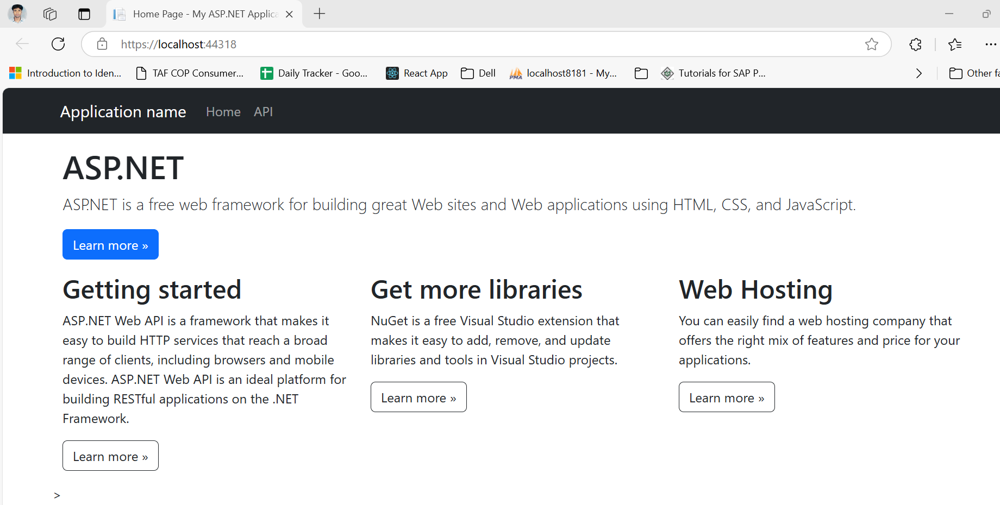 Home Page - My ASP.NET Applica
https://localhost:44318
Introduction to Iden... TAF COP Consumer... Daily Tracker - Goo... React App Dell localhost8181 - My... Tutorials for SAP P... Other fa
Application name Home API
ASP.NET
ASP.NET is a free web framework for building great Web sites and Web applications using HTML, CSS, and JavaScript.
Learn more »
Getting started
ASP.NET Web API is a framework that makes it
easy to build HTTP services that reach a broad
range of clients, including browsers and mobile
devices. ASP.NET Web API is an ideal platform for
building RESTful applications on the .NET
Framework.
Learn more »
Get more libraries
NuGet is a free Visual Studio extension that
makes it easy to add, remove, and update
libraries and tools in Visual Studio projects.
Learn more »
Web Hosting
You can easily find a web hosting company that
offers the right mix of features and price for your
applications.
Learn more »
>